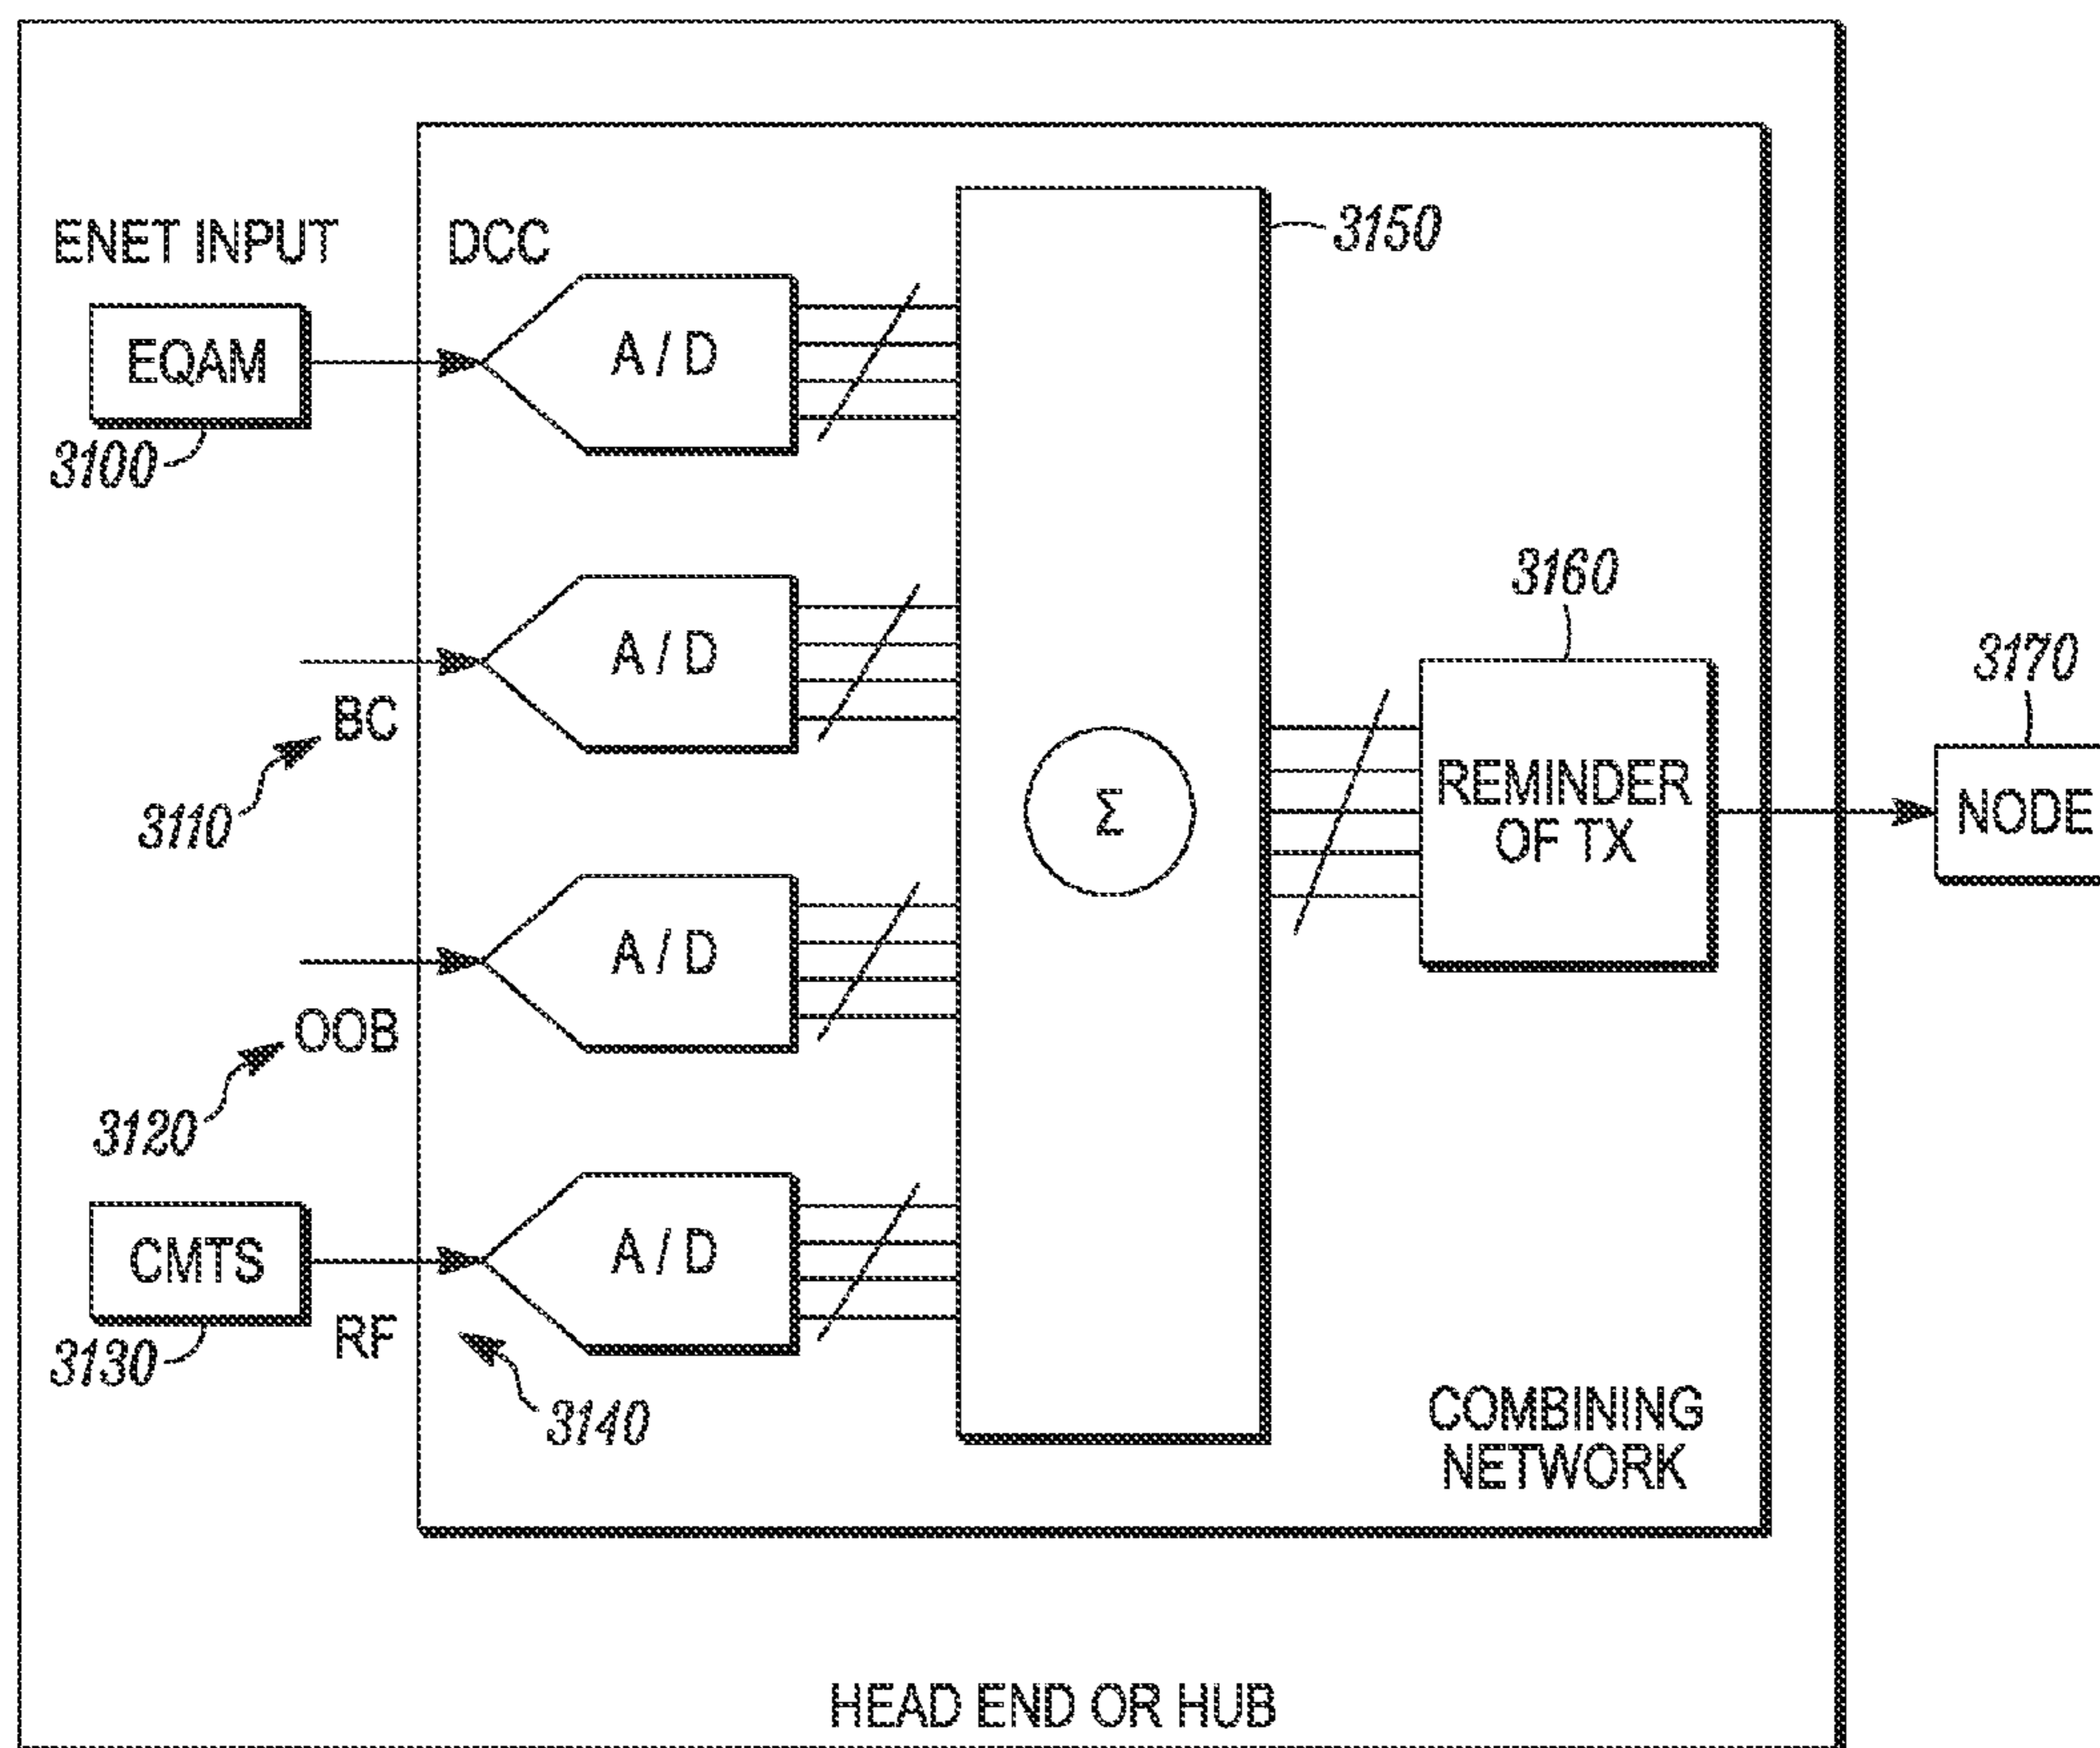 ENET INPUT
DCC
3150
EQAM
A / D
3100
3160
A / D
3170
BC
3110
REMINDER
OF TX
NODE
Σ
A / D
OOB
3120
CMTS
A / D
RF
3130
3140
COMBINING
NETWORK
HEAD END OR HUB